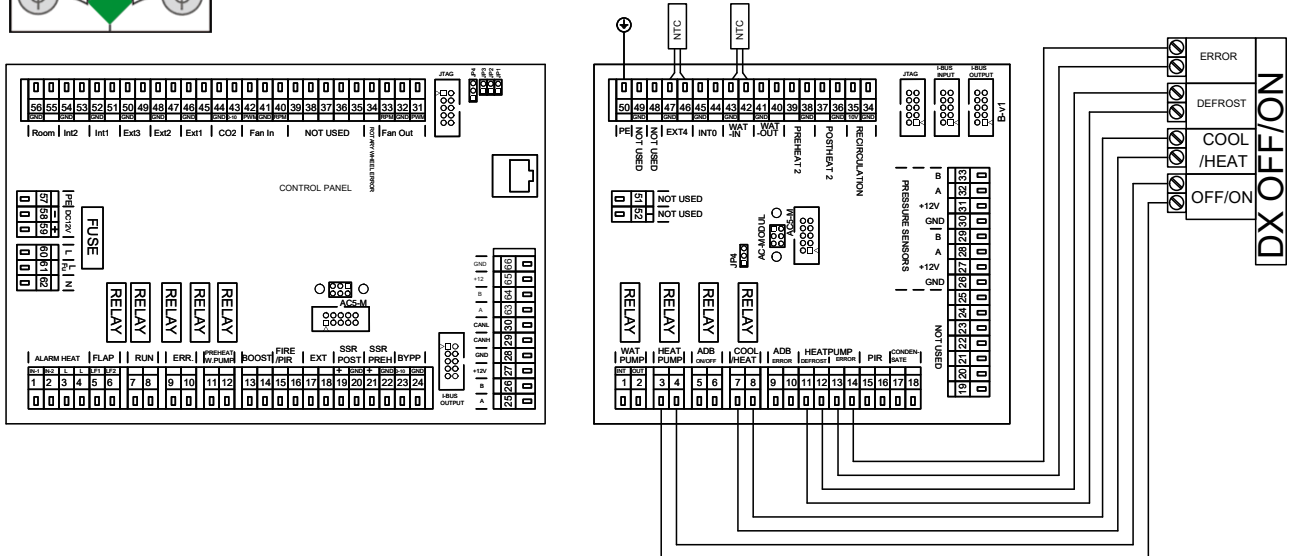 JTAG
JP4
JP3
JP2
JP1
56 55 54 53 52 51 50 49 48 47 46 45 44 43 42 41 40 39 38 37 36 35 34 33 32 31
GND GND GND GND GND GND GND 0-10 PWM GND RPM RPM GND PWM
Room Int2 Int1 Ext3 Ext2 Ext1 CO2 Fan In NOT USED ROTARY WHEEL ERROR Fan Out
CONTROL PANEL
57 PE
58 - DC12V
59 +
FUSE
60 L
61 L Fu
62 N
RELAY RELAY RELAY RELAY RELAY
AC5-M
GND 66
+12 65
B 64
A 63
CANL 30
CANH 29
GND 28
+12V 27
B 26
A 25
I-BUS OUTPUT
ALARM HEAT FLAP RUN ERR. PREHEAT W.PUMP BOOST FIRE /PIR EXT SSR POST SSR PREH BYPP
IN-1 IN-2 L L LF1 LF2 + GND + GND 0-10 GND
1 2 3 4 5 6 7 8 9 10 11 12 13 14 15 16 17 18 19 20 21 22 23 24
NTC NTC
50 49 48 47 46 45 44 43 42 41 40 39 38 37 36 35 34
GND GND GND GND GND GND GND 10V GND
PE NOT USED NOT USED EXT4 INT0 WAT -IN WAT -OUT PREHEAT 2 POSTHEAT 2 RECIRCULATION
JTAG
I-BUS INPUT
I-BUS OUTPUT
B-v1
51 NOT USED
52 NOT USED
AC5-M
AC-MODUL
JP4
PRESSURE SENSORS
B 33
A 32
+12V 31
GND 30
B 29
A 28
+12V 27
GND 26
25
24
23
22
21
20
19
NOT USED
RELAY RELAY RELAY RELAY
WAT PUMP HEAT PUMP ADB ON/OFF COOL /HEAT ADB ERROR HEATPUMP DEFROST ERROR PIR CONDEN- SATE
INT OUT
1 2 3 4 5 6 7 8 9 10 11 12 13 14 15 16 17 18
ERROR
DEFROST
COOL
/HEAT
OFF/ON
DX OFF/ON